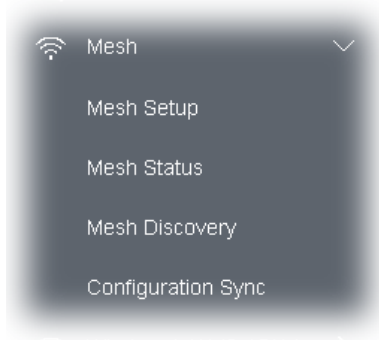 Mesh
Mesh Setup
Mesh Status
Mesh Discovery
Configuration Sync